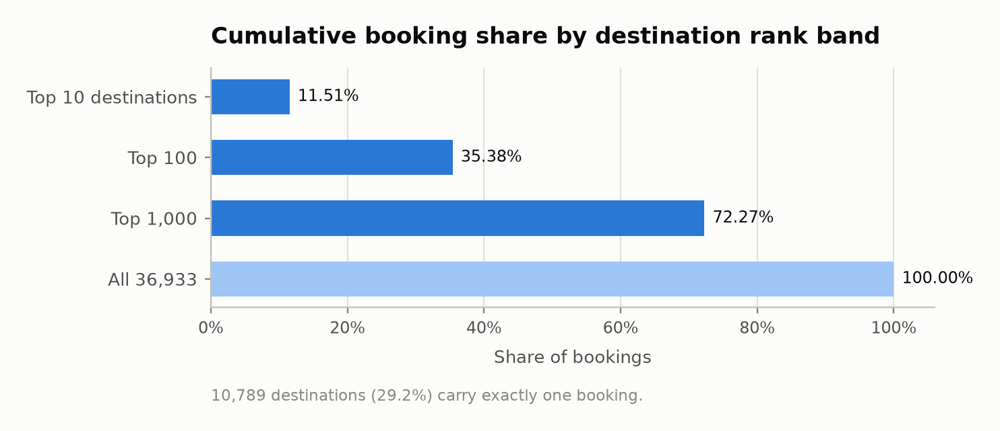 Cumulative booking share by destination rank band
Top 10 destinations
11.51%
Top 100
35.38%
Top 1,000
72.27%
All 36,933
100.00%
0% 20% 40% 60% 80% 100%
Share of bookings
10,789 destinations (29.2%) carry exactly one booking.